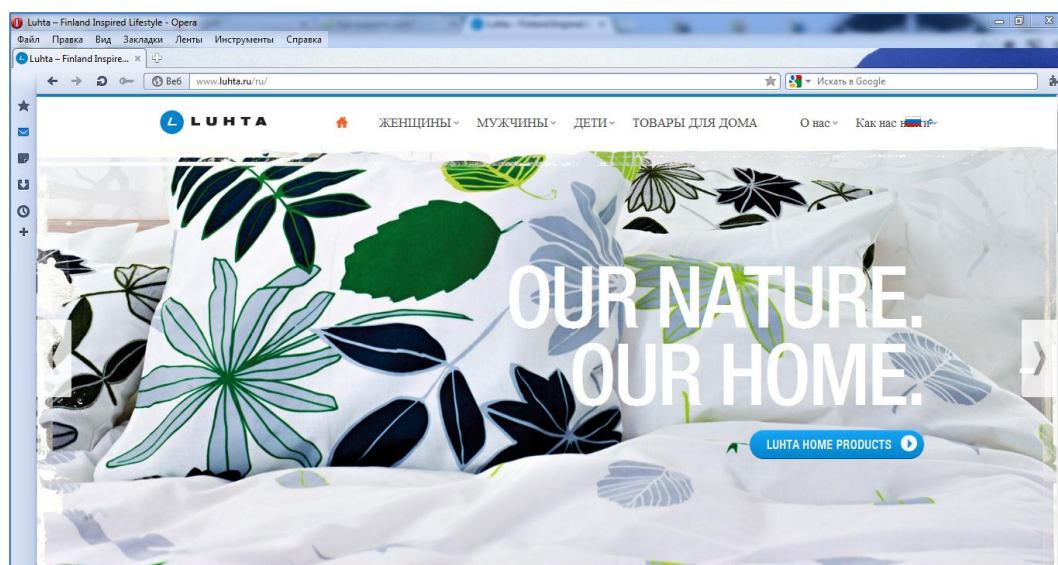 Luhta – Finland Inspired Lifestyle - Opera
Файл Правка Вид Закладки Ленты Инструменты Справка
Luhta – Finland Inspire...
Веб www.luhta.ru/ru/ Искать в Google
LUHTA ЖЕНЩИНЫ МУЖЧИНЫ ДЕТИ ТОВАРЫ ДЛЯ ДОМА О нас Как нас
OUR NATURE.
OUR HOME.
LUHTA HOME PRODUCTS